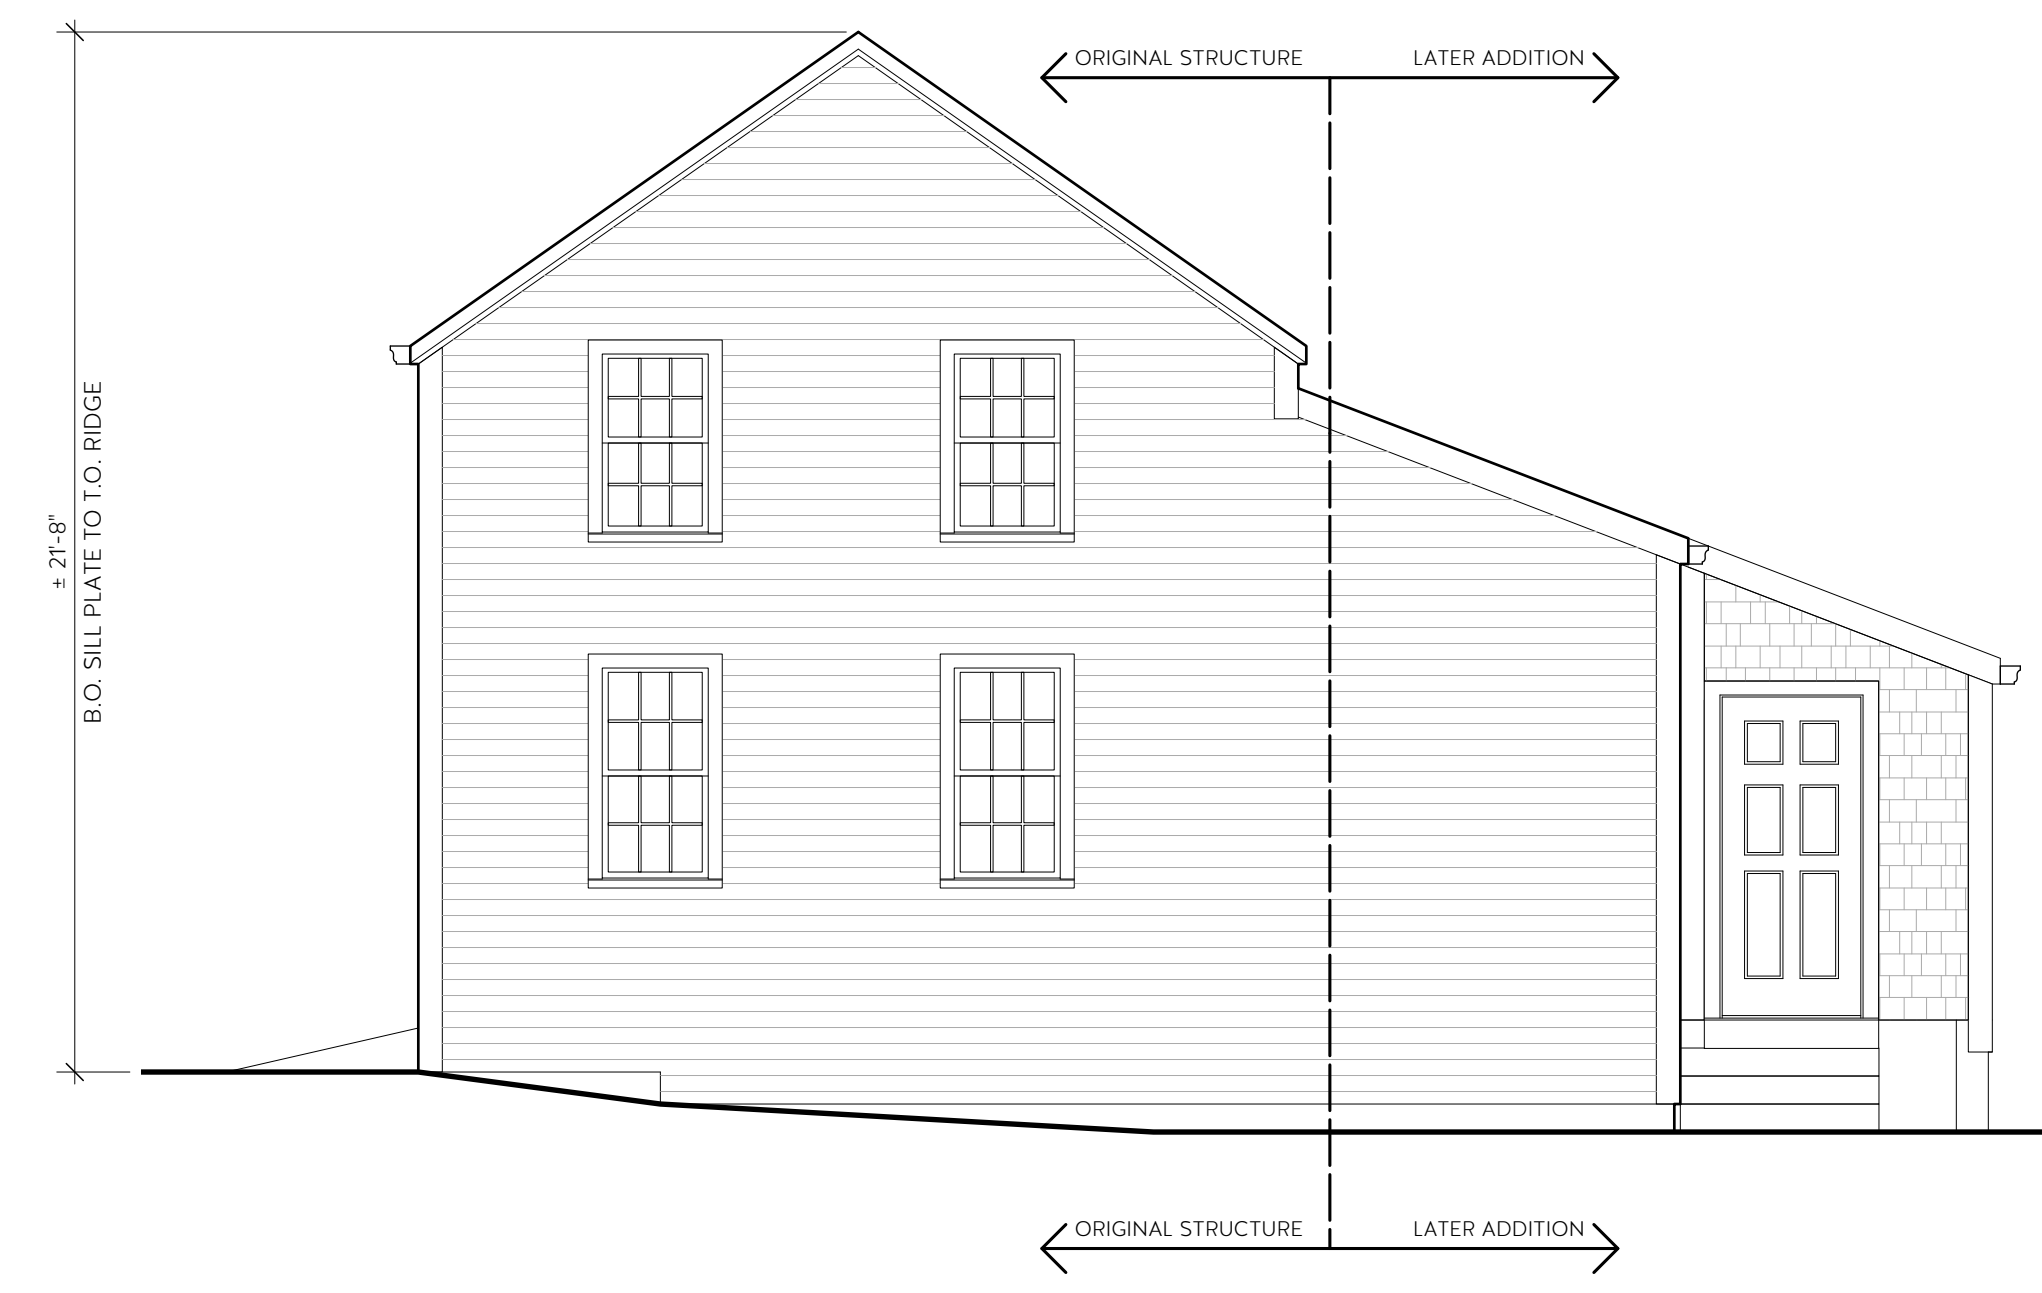 ORIGINAL STRUCTURE
LATER ADDITION
± 21'-8"
B.O. SILL PLATE TO T.O. RIDGE
ORIGINAL STRUCTURE
LATER ADDITION